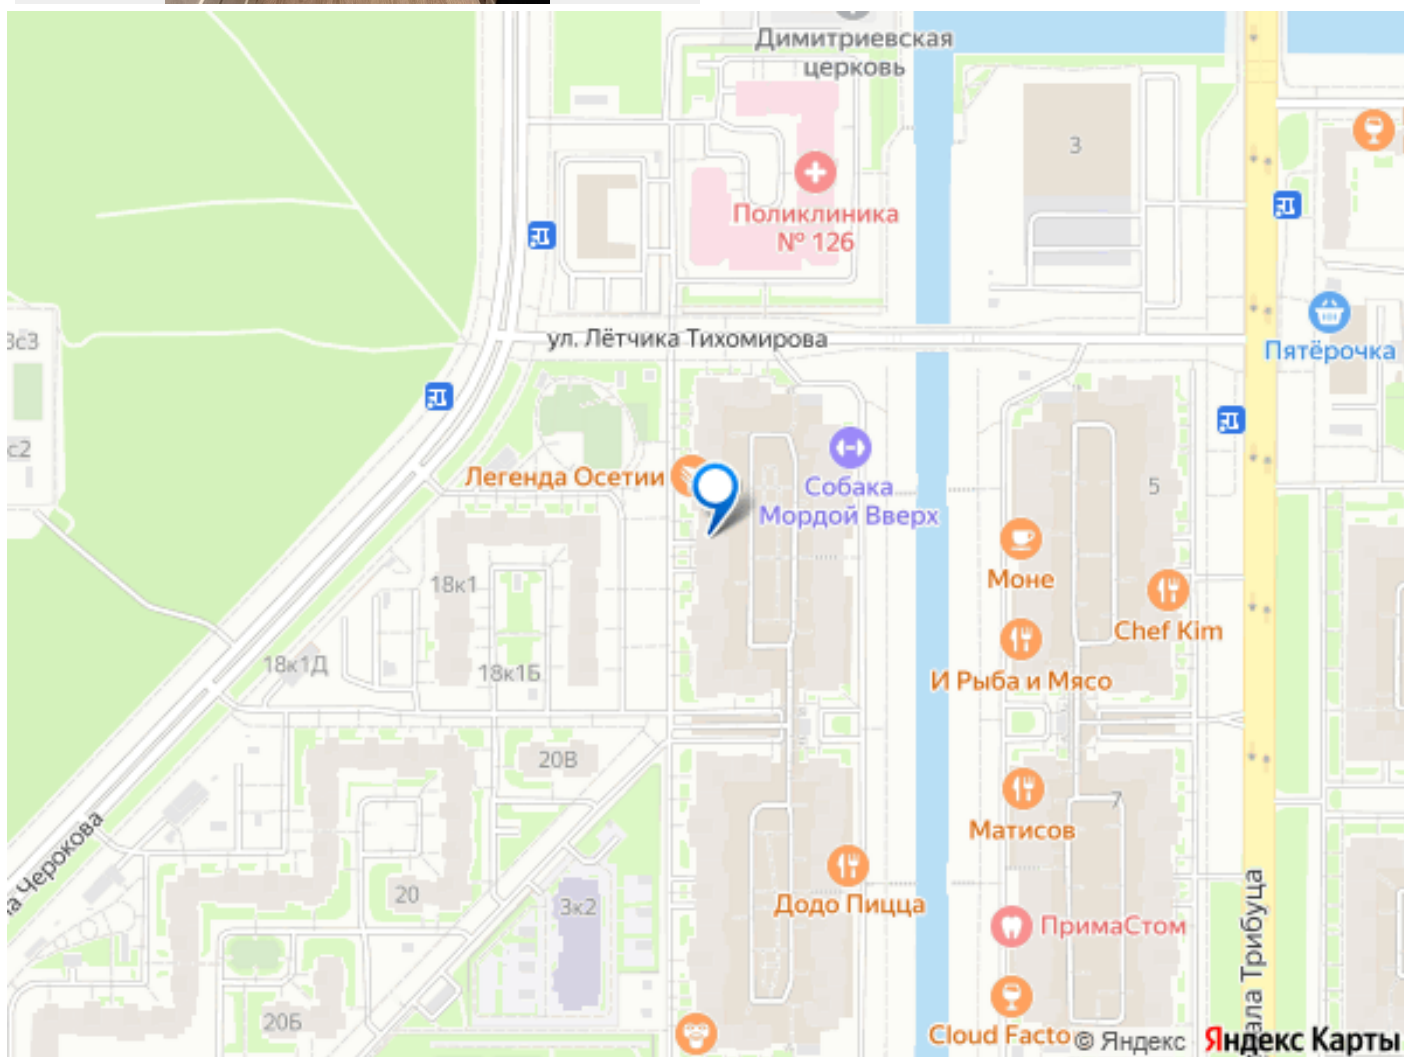 Димитриевская
церковь
3
Поликлиника
№ 126
3с3
ул. Лётчика Тихомирова
Пятёрочка
с2
Легенда Осетии
Собака
Мордой Вверх
5
Моне
18к1
Chef Kim
18к1Д
18к1Б
И Рыба и Мясо
20В
7
Матисов
Черокова
20
3к2
Додо Пицца
ПримаСтом
20Б
Cloud Facto
ала Трибуца
© Яндекс
Яндекс Карты